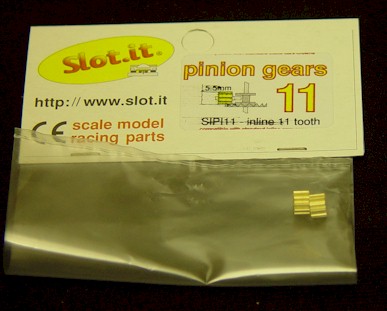 Slot.it
pinion gears
11
5.5mm
http://www.slot.it
SIPI11 - inline 11 tooth
CE scale model
racing parts